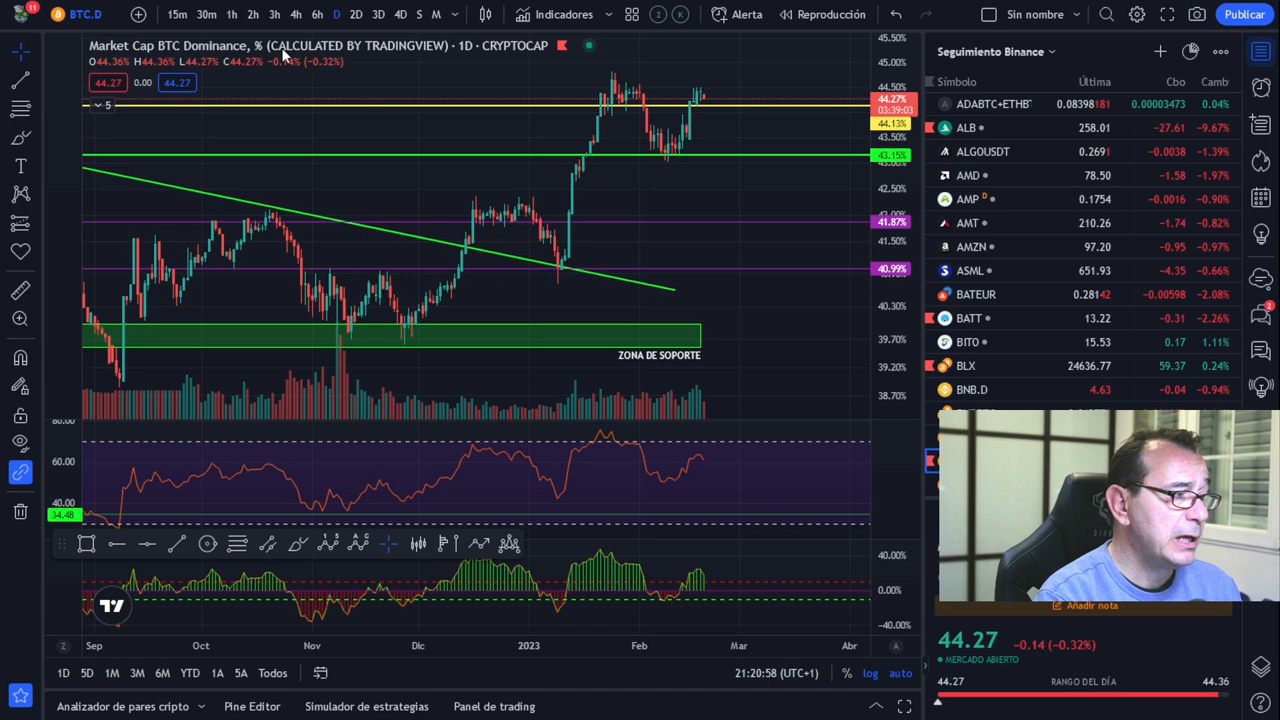 11
BTC.D
15m 30m 1h 2h 3h 4h 6h D 2D 3D 4D S M
Indicadores
2 K
Alerta
Reproducción
Sin nombre
Publicar
Market Cap BTC Dominance, % (CALCULATED BY TRADINGVIEW) · 1D · CRYPTOCAP
O44.36% H44.36% L44.27% C44.27% −0.14% (−0.32%)
44.27 0.00 44.27
5
45.50%
45.00%
44.50%
44.27%
03:39:03
44.13%
43.50%
43.15%
43.00%
42.50%
42.00%
41.87%
41.50%
40.99%
40.30%
39.70%
39.20%
38.70%
ZONA DE SOPORTE
80.00
60.00
40.00
34.48
40.00%
0.00%
−40.00%
Z Sep Oct Nov Dic 2023 Feb Mar Abr A
1D 5D 1M 3M 6M YTD 1A 5A Todos
21:20:58 (UTC+1) % log auto
Analizador de pares cripto Pine Editor Simulador de estrategias Panel de trading
Seguimiento Binance
Símbolo Última Cbo Camb
ADABTC+ETHBT 0.08398181 0.00003473 0.04%
ALB 258.01 −27.61 −9.67%
ALGOUSDT 0.2691 −0.0038 −1.39%
AMD 78.50 −1.58 −1.97%
AMP D 0.1754 −0.0016 −0.90%
AMT 210.26 −1.74 −0.82%
AMZN 97.20 −0.95 −0.97%
ASML 651.93 −4.35 −0.66%
BATEUR 0.28142 −0.00598 −2.08%
BATT 13.22 −0.31 −2.26%
BITO 15.53 0.17 1.11%
BLX 24636.77 59.37 0.24%
BNB.D 4.63 −0.04 −0.94%
2
Añadir nota
44.27 −0.14 (−0.32%)
MERCADO ABIERTO
44.27 RANGO DEL DÍA 44.36